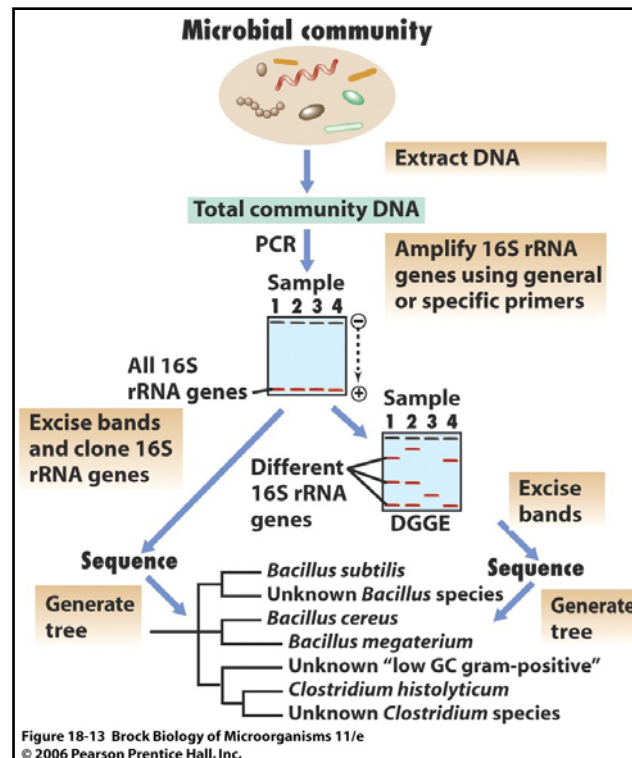 Microbial community
Extract DNA
Total community DNA
PCR
Amplify 16S rRNA
genes using general
or specific primers
Sample
1 2 3 4
−
+
All 16S
rRNA genes
Excise bands
and clone 16S
rRNA genes
Sample
1 2 3 4
Different
16S rRNA
genes
DGGE
Excise
bands
Sequence
Sequence
Generate
tree
Generate
tree
Bacillus subtilis
Unknown Bacillus species
Bacillus cereus
Bacillus megaterium
Unknown “low GC gram-positive”
Clostridium histolyticum
Unknown Clostridium species
Figure 18-13 Brock Biology of Microorganisms 11/e
© 2006 Pearson Prentice Hall, Inc.